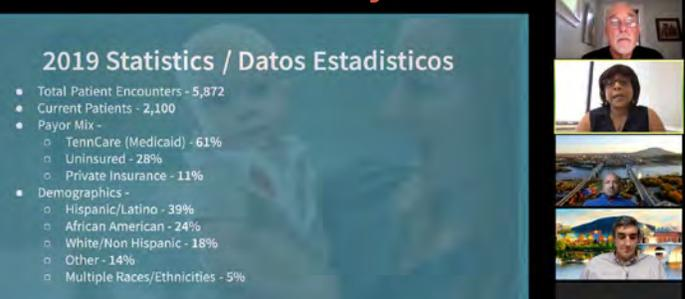 2019 Statistics / Datos Estadisticos
Total Patient Encounters - 5,872
Current Patients - 2,100
Payor Mix -
TennCare (Medicaid) - 61%
Uninsured - 28%
Private Insurance - 11%
Demographics -
Hispanic/Latino - 39%
African American - 24%
White/Non Hispanic - 18%
Other - 14%
Multiple Races/Ethnicities - 5%